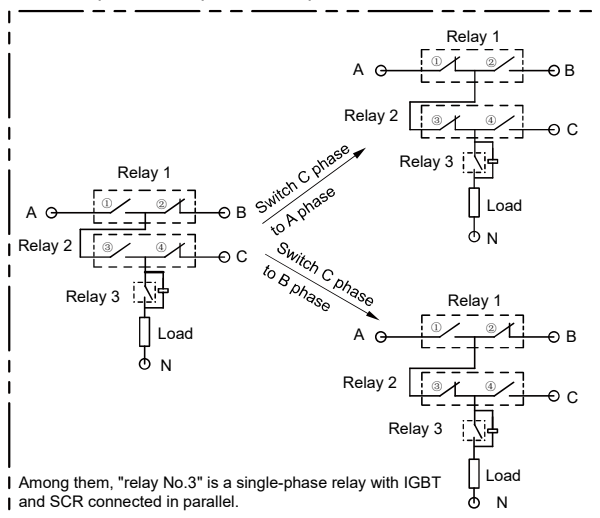 Relay 1
A
①
②
B
Relay 2
③
④
C
Relay 3
Load
N
Switch C phase
to A phase
Relay 1
A
①
②
B
Relay 2
③
④
C
Relay 3
Load
N
Switch C phase
to B phase
Relay 1
A
①
②
B
Relay 2
③
④
C
Relay 3
Load
N
Among them, "relay No.3" is a single-phase relay with IGBT
and SCR connected in parallel.